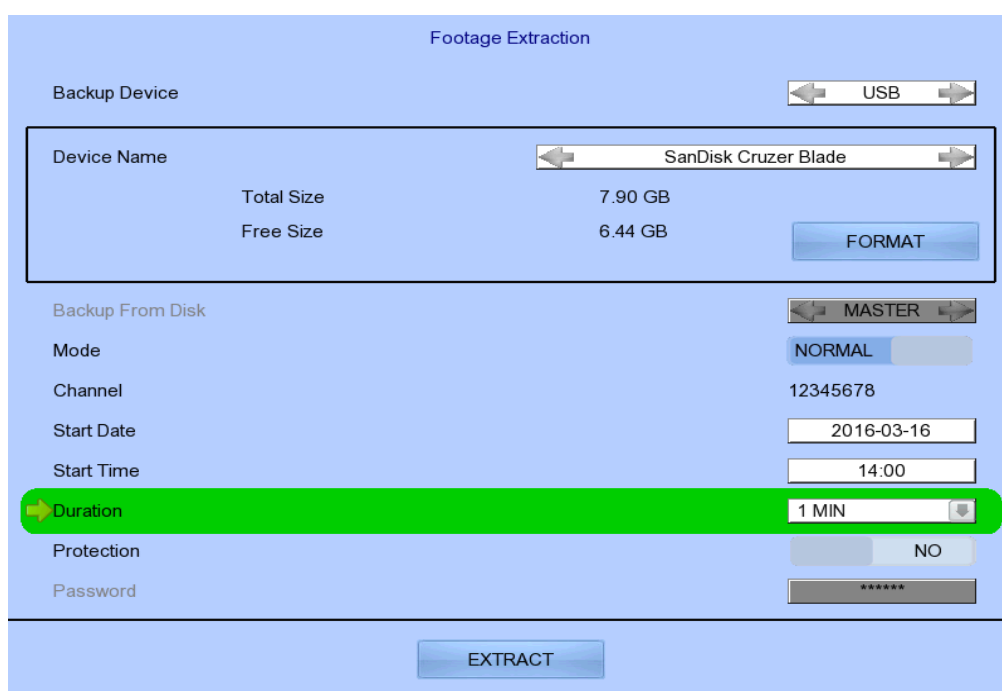 Footage Extraction
Backup Device USB
Device Name SanDisk Cruzer Blade
Total Size 7.90 GB
Free Size 6.44 GB
FORMAT
Backup From Disk MASTER
Mode NORMAL
Channel 12345678
Start Date 2016-03-16
Start Time 14:00
Duration 1 MIN
Protection NO
Password ******
EXTRACT